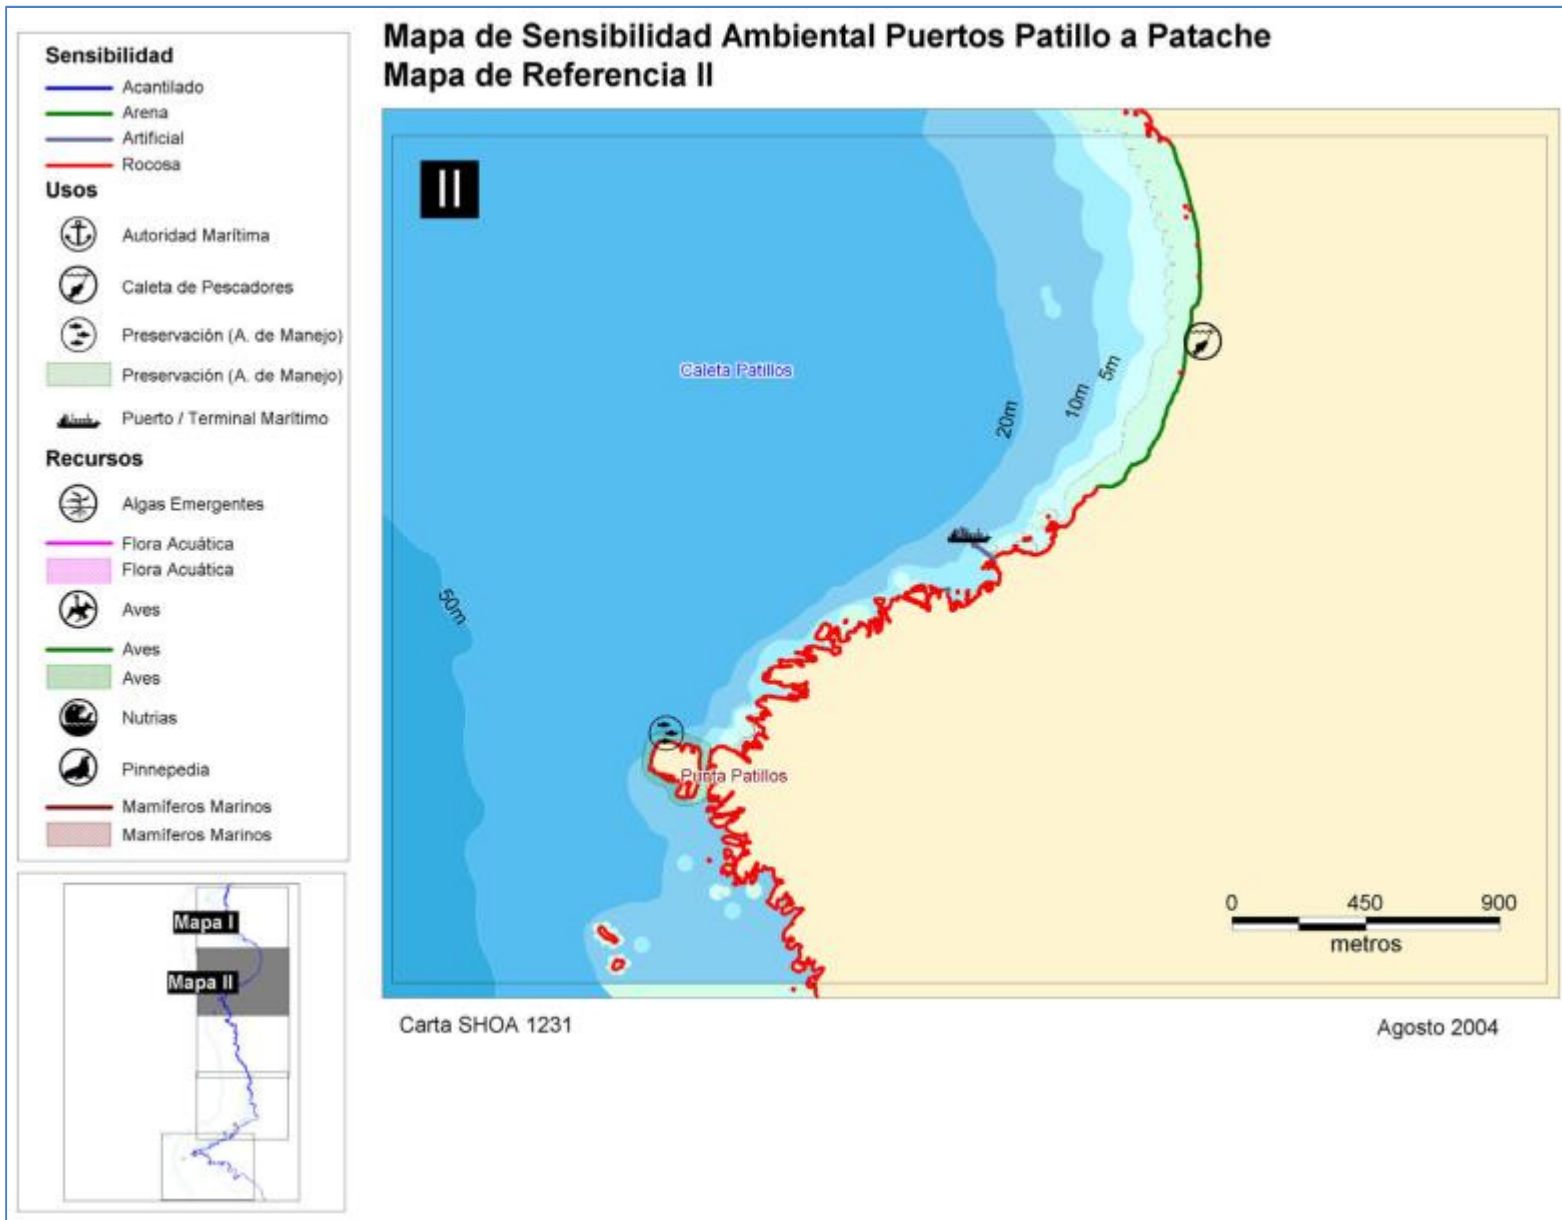 Mapa de Sensibilidad Ambiental Puertos Patillo a Patache
Mapa de Referencia II
Sensibilidad
Acantilado
Arena
Artificial
Rocosa
Usos
Autoridad Marítima
Caleta de Pescadores
Preservación (A. de Manejo)
Preservación (A. de Manejo)
Puerto / Terminal Marítimo
Recursos
Algas Emergentes
Flora Acuática
Flora Acuática
Aves
Aves
Aves
Nutrias
Pinnepedia
Mamíferos Marinos
Mamíferos Marinos
Mapa I
Mapa II
II
Caleta Patillos
20m
10m
5m
50m
Punta Patillos
0 450 900
metros
Carta SHOA 1231
Agosto 2004